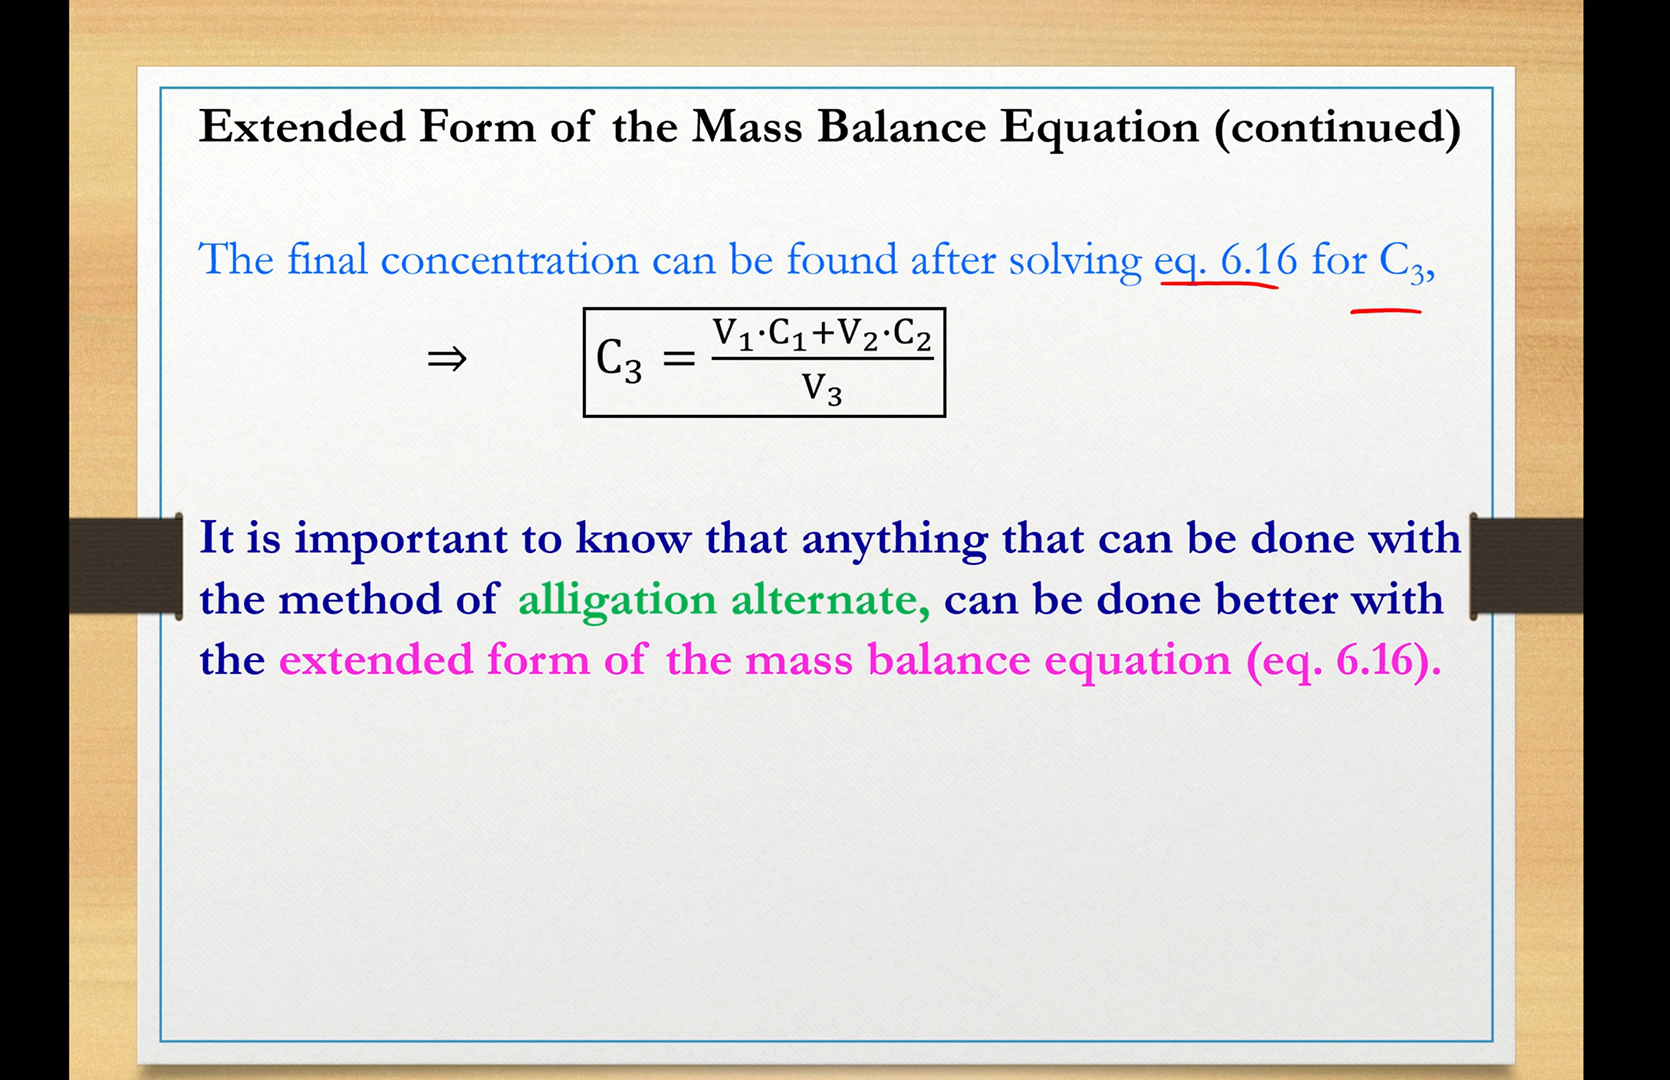 Extended Form of the Mass Balance Equation (continued)
The final concentration can be found after solving eq. 6.16 for C₃,
⇒ C₃ = (V₁·C₁+V₂·C₂)/V₃
It is important to know that anything that can be done with
the method of alligation alternate, can be done better with
the extended form of the mass balance equation (eq. 6.16).